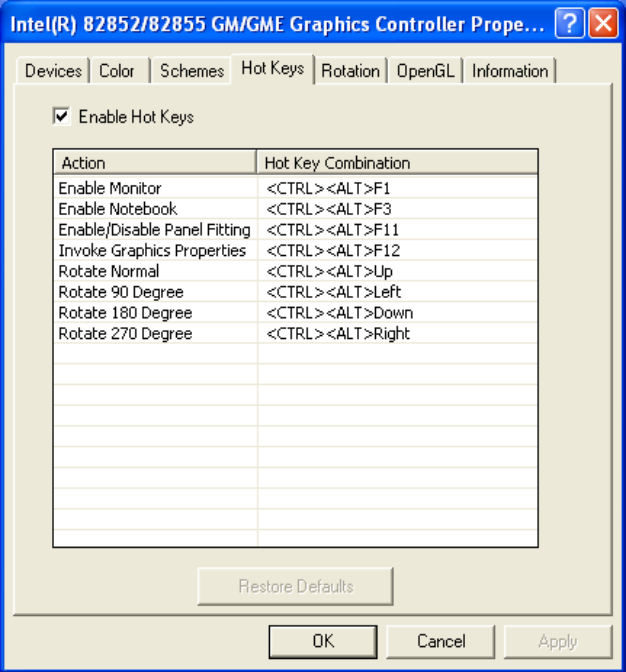 Intel(R) 82852/82855 GM/GME Graphics Controller Prope... ?
Devices Color Schemes Hot Keys Rotation OpenGL Information
Enable Hot Keys
Action Hot Key Combination
Enable Monitor <CTRL><ALT>F1
Enable Notebook <CTRL><ALT>F3
Enable/Disable Panel Fitting <CTRL><ALT>F11
Invoke Graphics Properties <CTRL><ALT>F12
Rotate Normal <CTRL><ALT>Up
Rotate 90 Degree <CTRL><ALT>Left
Rotate 180 Degree <CTRL><ALT>Down
Rotate 270 Degree <CTRL><ALT>Right
Restore Defaults
OK Cancel Apply